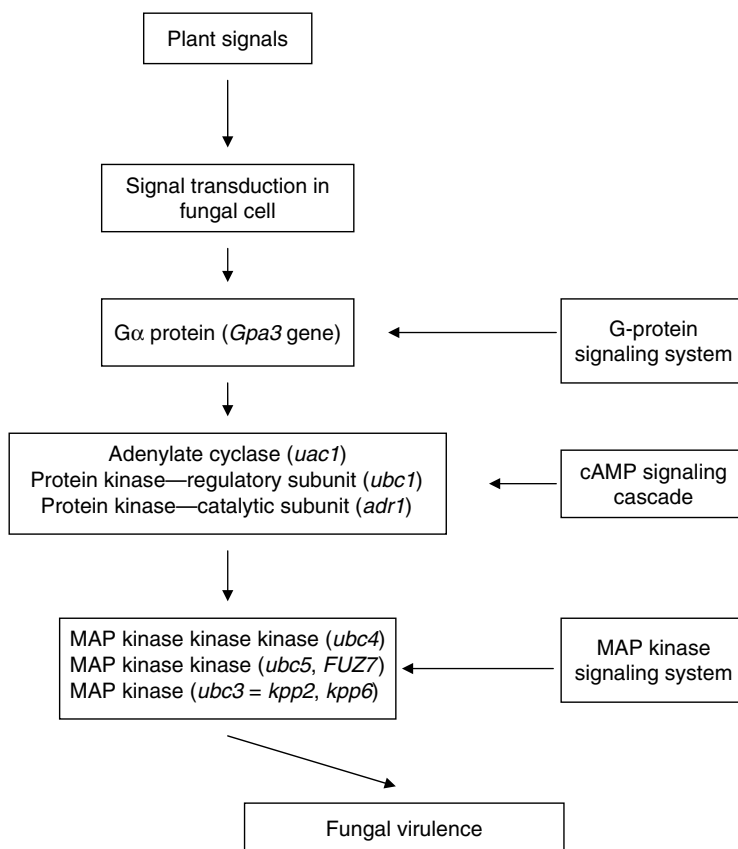 Plant signals
Signal transduction in
fungal cell
Gα protein (Gpa3 gene)
G-protein
signaling system
Adenylate cyclase (uac1)
Protein kinase—regulatory subunit (ubc1)
Protein kinase—catalytic subunit (adr1)
cAMP signaling
cascade
MAP kinase kinase kinase (ubc4)
MAP kinase kinase (ubc5, FUZ7)
MAP kinase (ubc3 = kpp2, kpp6)
MAP kinase
signaling system
Fungal virulence